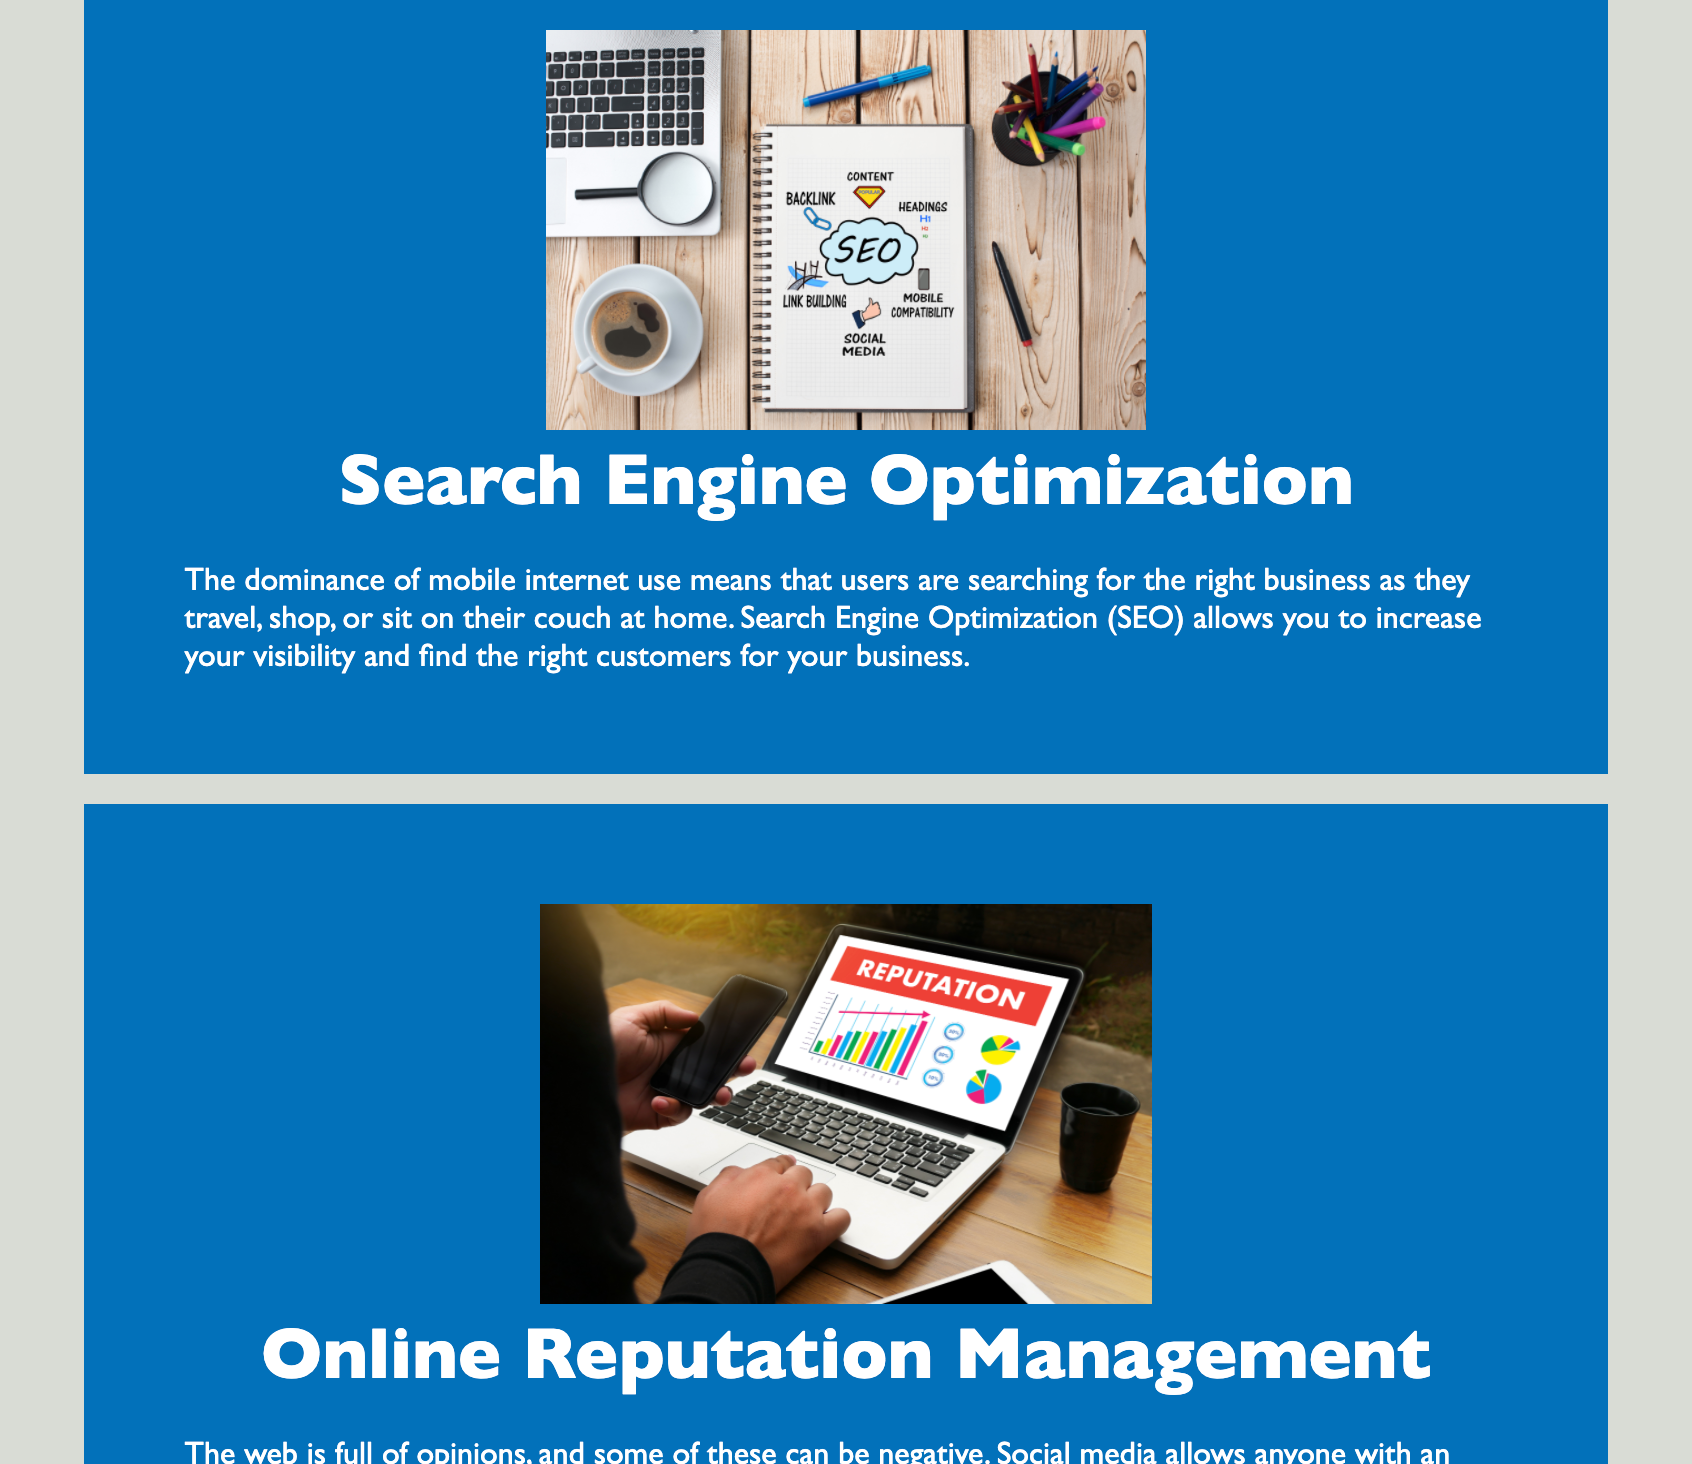 CONTENT
POPULAR
BACKLINK
HEADINGS
H1
H2
H3
SEO
LINK BUILDING
MOBILE
COMPATIBILITY
SOCIAL
MEDIA
Search Engine Optimization
The dominance of mobile internet use means that users are searching for the right business as they
travel, shop, or sit on their couch at home. Search Engine Optimization (SEO) allows you to increase
your visibility and find the right customers for your business.
REPUTATION
Online Reputation Management
The web is full of opinions, and some of these can be negative. Social media allows anyone with an